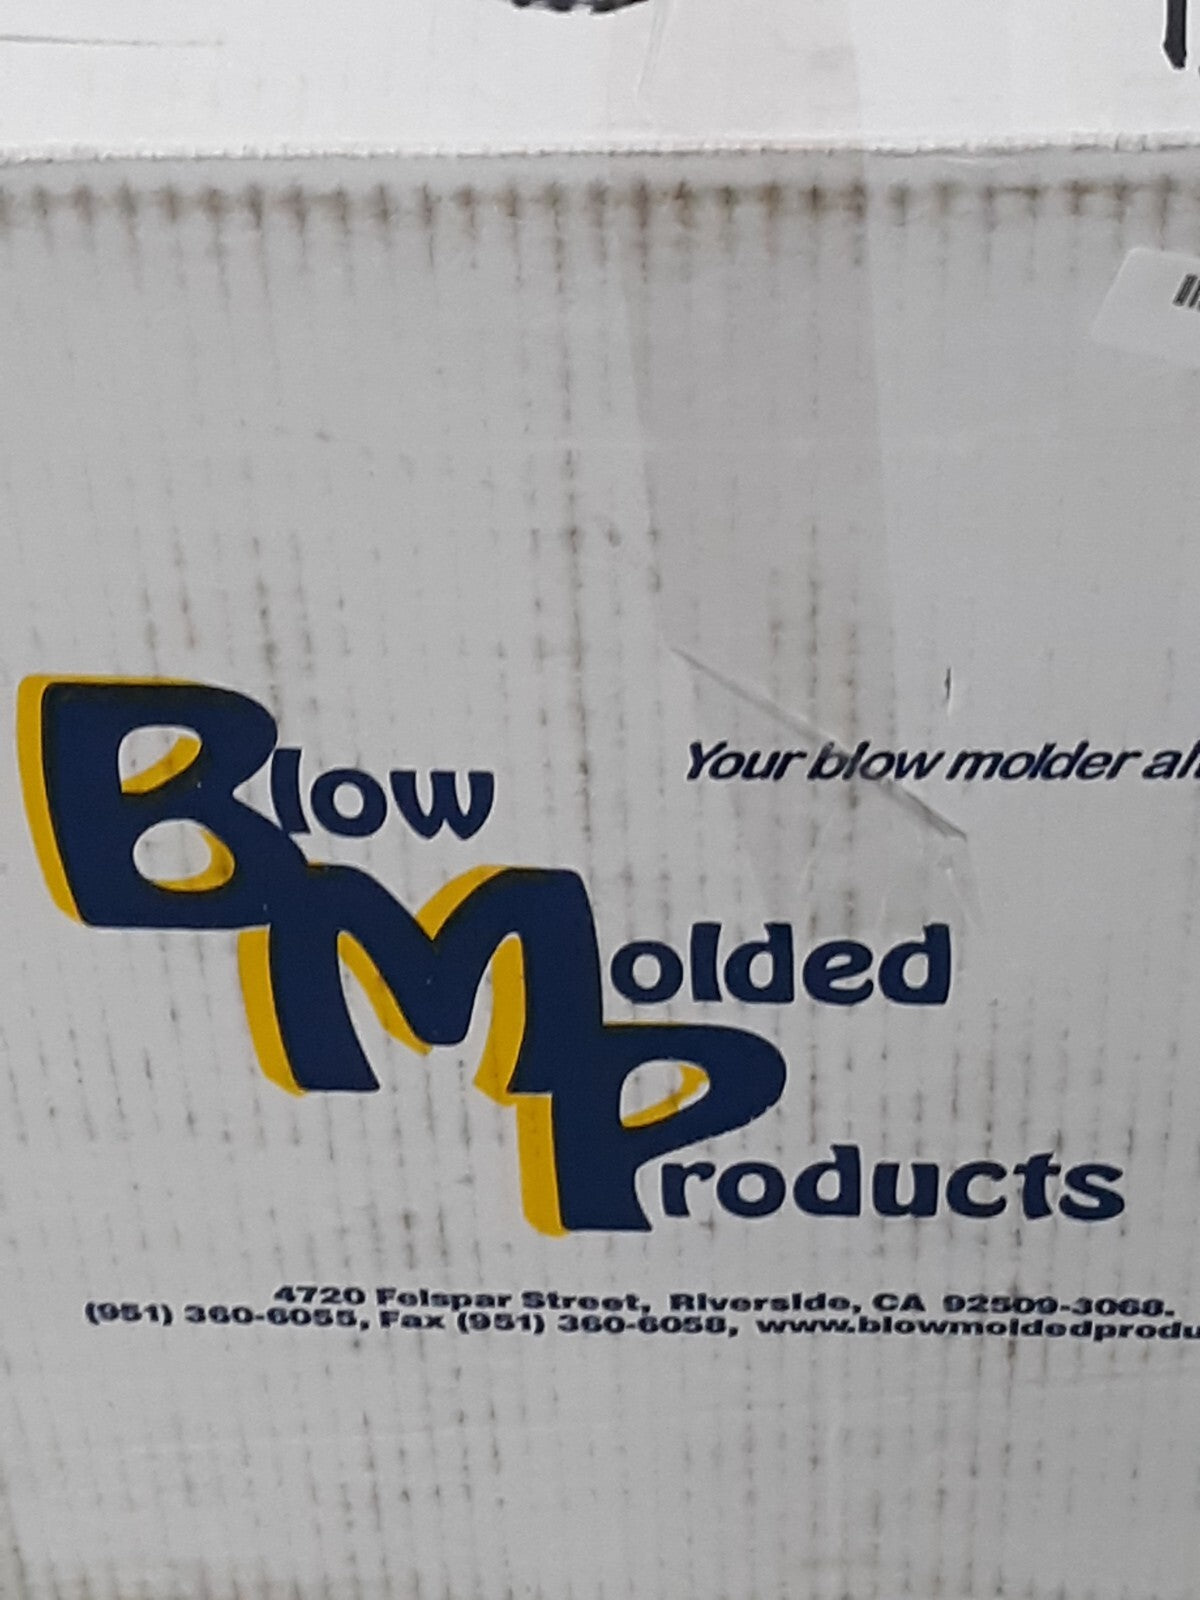 Your blow molder
Blow
Molded
Products
4720 Felspar Street, Riverside, CA 92509-3068.
(951) 360-6055, Fax (951) 360-6058, www.blowmoldedprodu